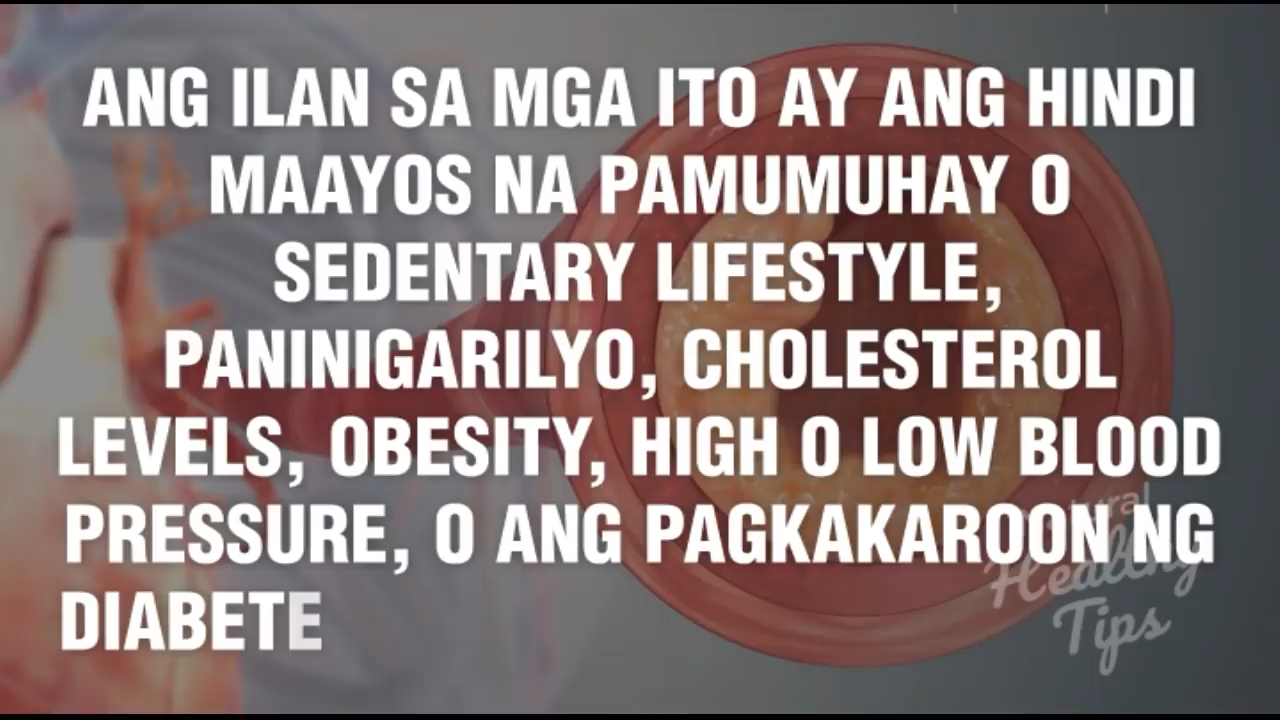 ANG ILAN SA MGA ITO AY ANG HINDI
MAAYOS NA PAMUMUHAY O
SEDENTARY LIFESTYLE,
PANINIGARILYO, CHOLESTEROL
LEVELS, OBESITY, HIGH O LOW BLOOD
PRESSURE, O ANG PAGKAKAROON NG
DIABETE
Healthy
Tips